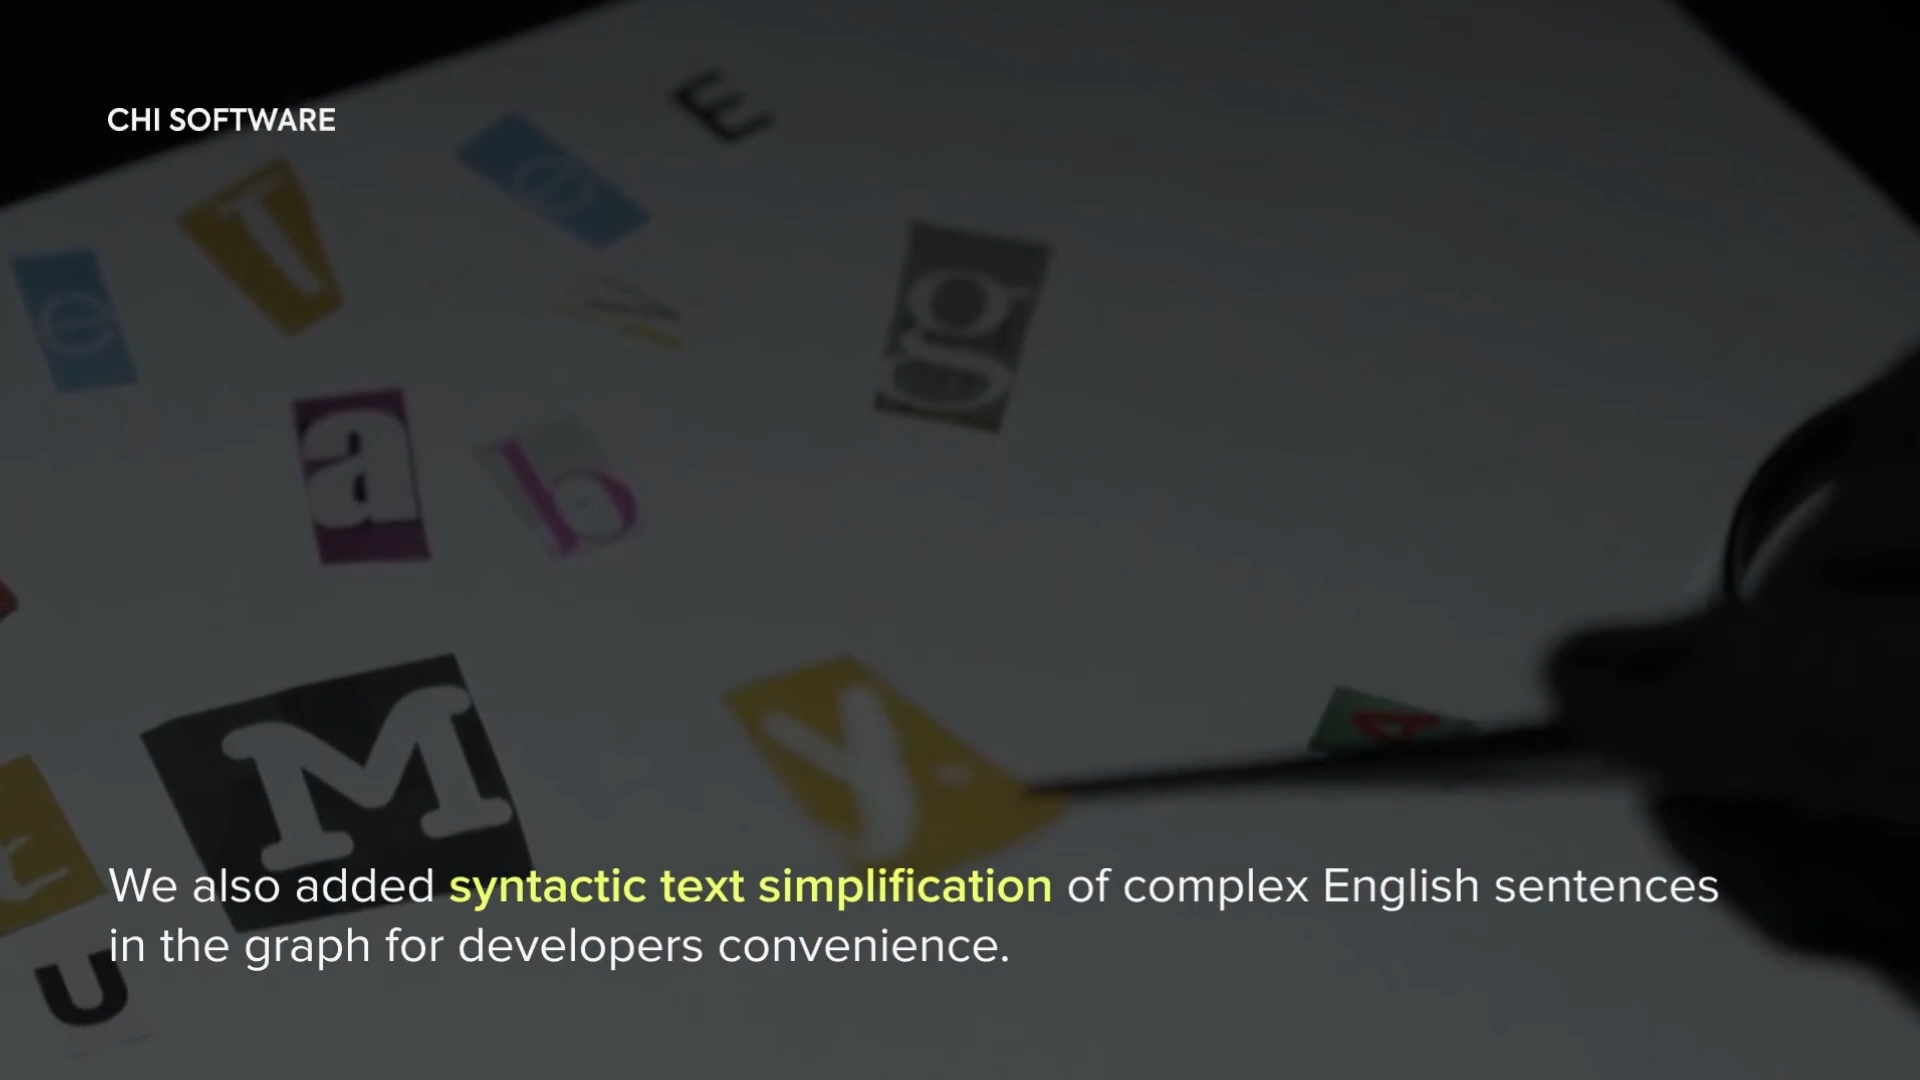 CHI SOFTWARE
E
e
T
e
y
g
a
b
M
y
A
We also added syntactic text simplification of complex English sentences
in the graph for developers convenience.
U